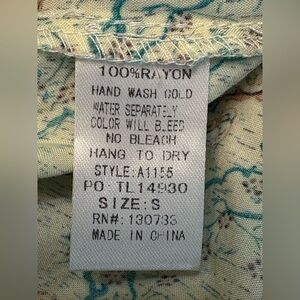 100%RAYON
HAND WASH COLD
WATER SEPARATELY
COLOR WILL BLEED
NO BLEACH
HANG TO DRY
STYLE:A1155
PO:TL14930
SIZE:S
RN#:130733
MADE IN CHINA